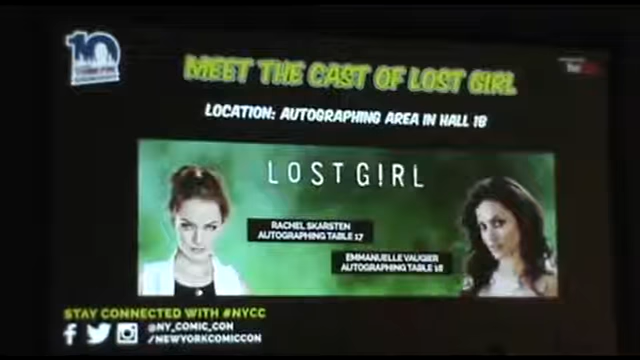 10
MEET THE CAST OF LOST GIRL
LOCATION: AUTOGRAPHING AREA IN HALL 1B
LOST GIRL
RACHEL SKARSTEN
AUTOGRAPHING TABLE 17
EMMANUELLE VAUGIER
AUTOGRAPHING TABLE 18
STAY CONNECTED WITH #NYCC
@NY_COMIC_CON
/NEWYORKCOMICCON